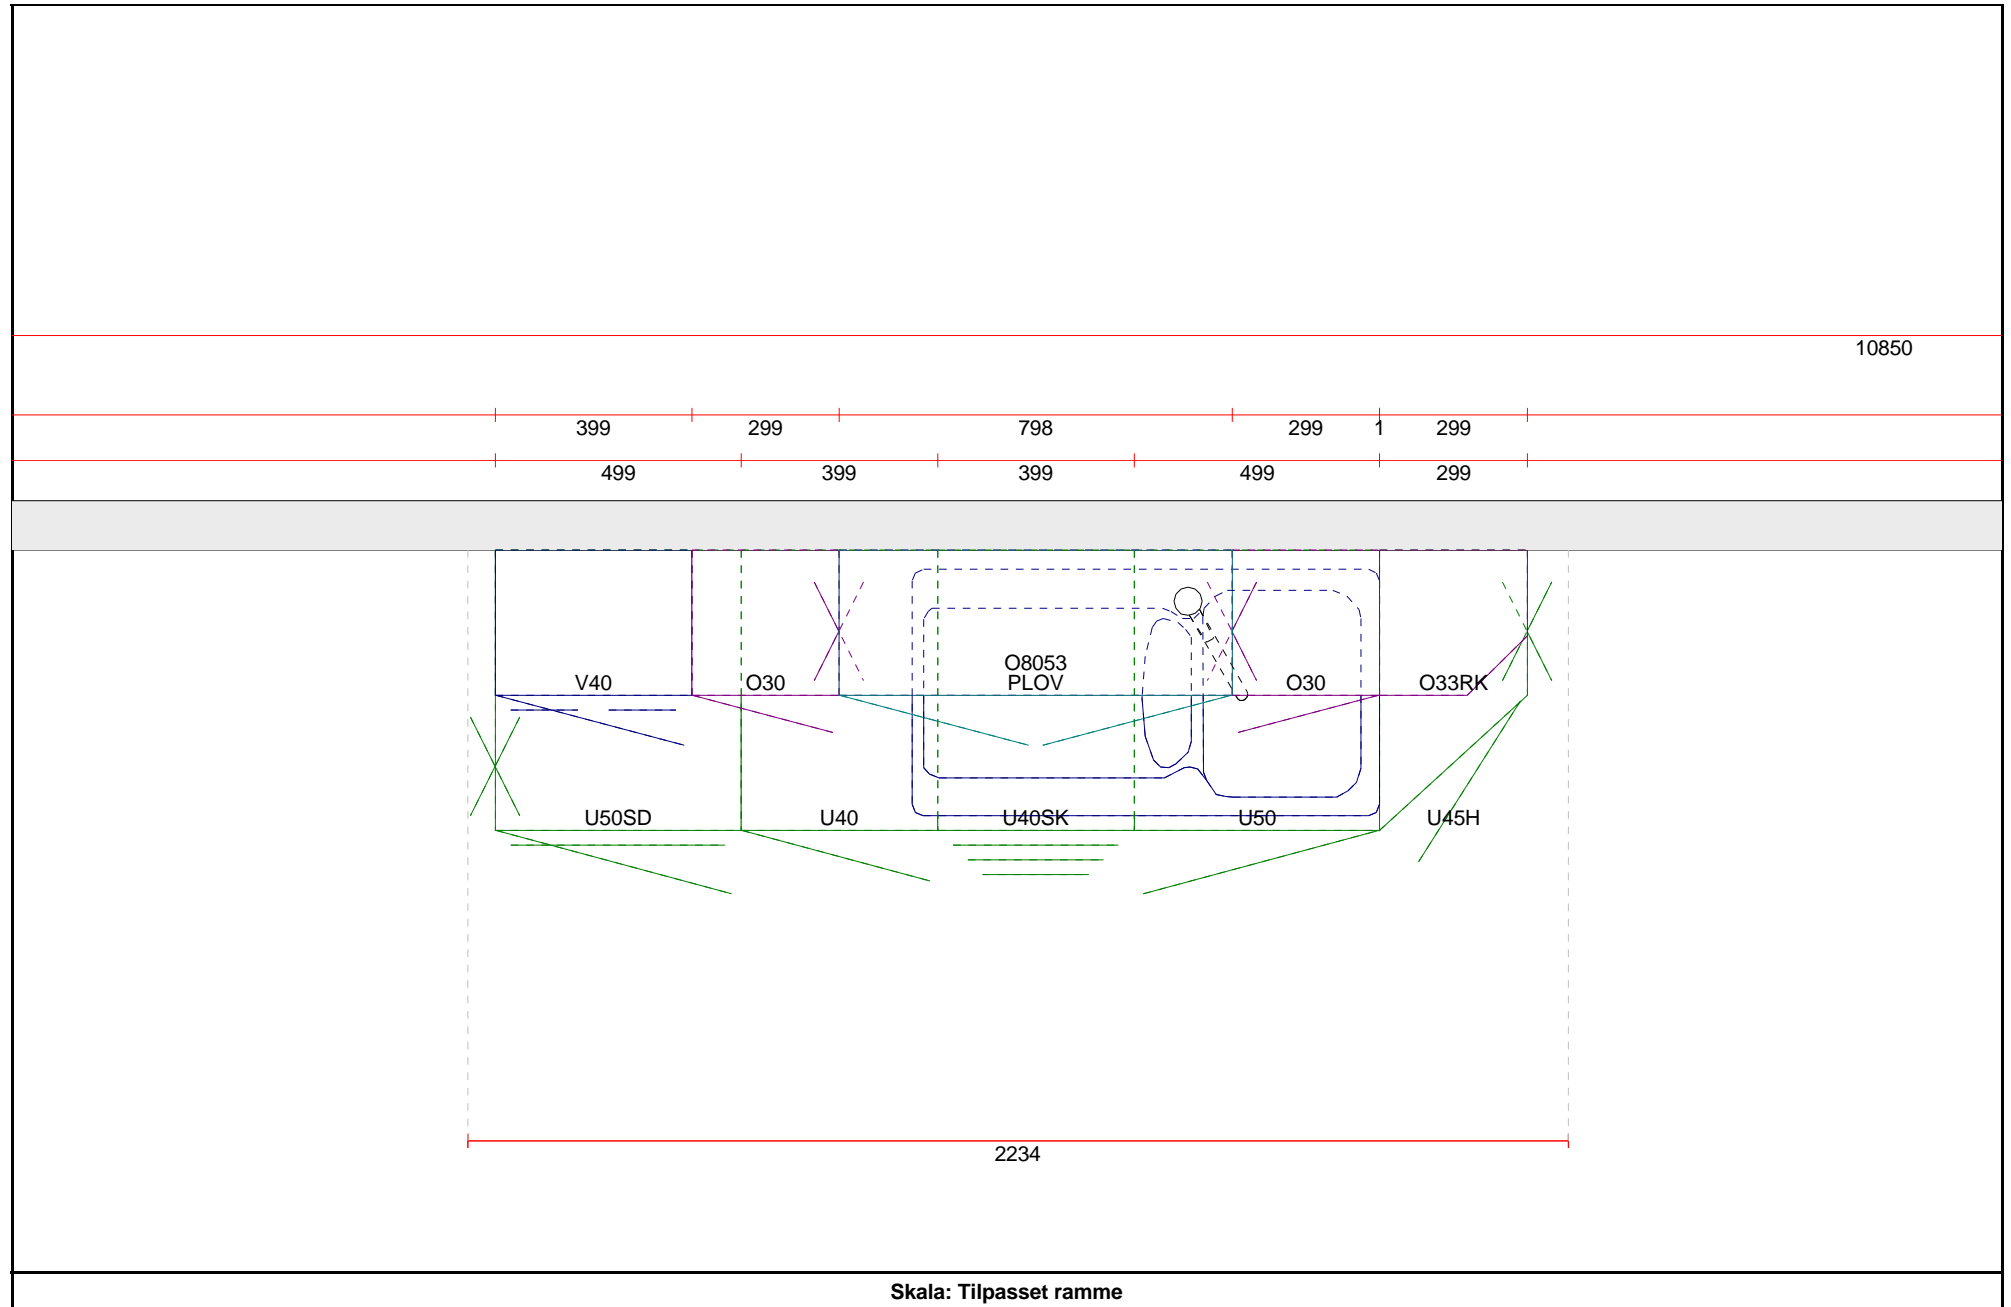 10850
399 299 798 299 1 299
499 399 399 499 299
O8053
V40 O30 PLOV O30 O33RK
U50SD U40 U40SK U50 U45H
2234
Skala: Tilpasset ramme